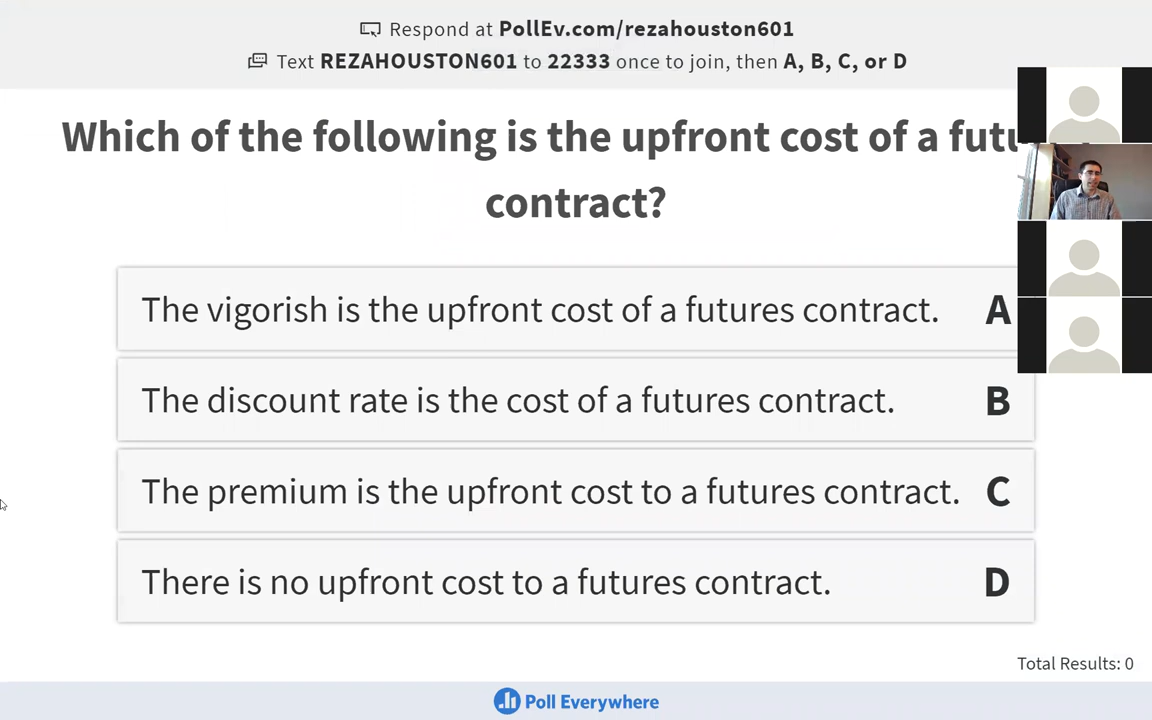 Respond at PollEv.com/rezahouston601
Text REZAHOUSTON601 to 22333 once to join, then A, B, C, or D
Which of the following is the upfront cost of a
contract?
The vigorish is the upfront cost of a futures contract. A
The discount rate is the cost of a futures contract. B
The premium is the upfront cost to a futures contract. C
There is no upfront cost to a futures contract. D
Total Results: 0
Poll Everywhere